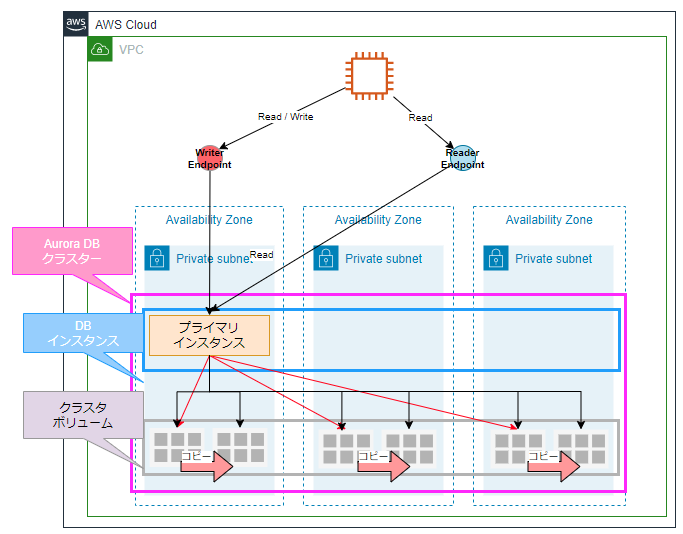 aws
AWS Cloud
VPC
Read / Write
Read
Writer
Endpoint
Reader
Endpoint
Availability Zone
Availability Zone
Availability Zone
Aurora DB
クラスター
Read
Private subnet
Private subnet
Private subnet
DB
インスタンス
プライマリ
インスタンス
クラスタ
ボリューム
コピー
コピー
コピー